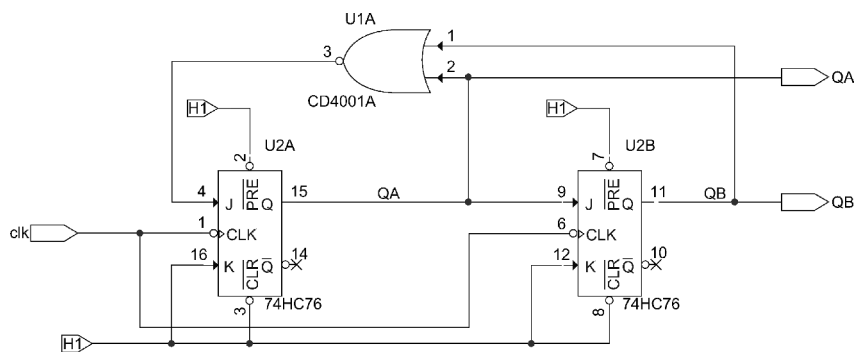 U1A
1
3
2
QA
CD4001A
H1
H1
U2A
U2B
2
7
4
J
PRE
Q
15
QA
9
J
PRE
Q
11
QB
QB
clk
1
CLK
6
CLK
16
K
CLR
Q
14
12
K
CLR
Q
10
3
74HC76
8
74HC76
H1